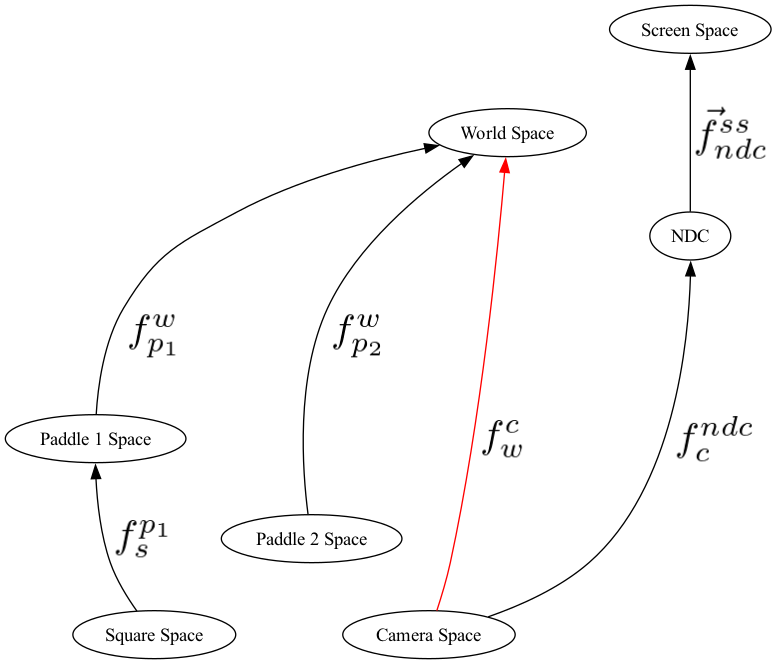 Screen Space
World Space
$\vec{f}_{ndc}^{ss}$
NDC
$f_{p_1}^{w}$
$f_{p_2}^{w}$
Paddle 1 Space
$f_{w}^{c}$
$f_{c}^{ndc}$
$f_{s}^{p_1}$
Paddle 2 Space
Square Space
Camera Space